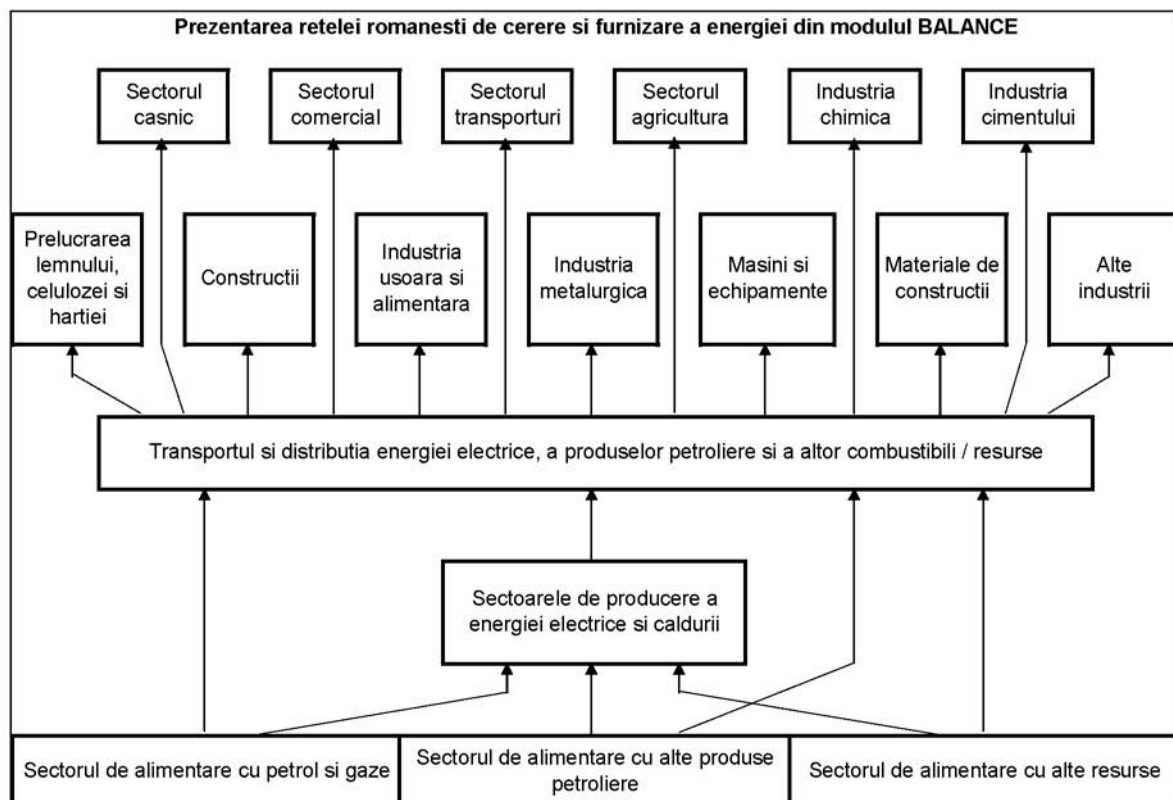 Prezentarea retelei romanesti de cerere si furnizare a energiei din modulul BALANCE
Sectorul
casnic
Sectorul
comercial
Sectorul
transporturi
Sectorul
agricultura
Industria
chimica
Industria
cimentului
Prelucrarea
lemnului,
celulozei si
hartiei
Constructii
Industria
usoara si
alimentara
Industria
metalurgica
Masini si
echipamente
Materiale de
constructii
Alte
industrii
Transportul si distributia energiei electrice, a produselor petroliere si a altor combustibili / resurse
Sectoarele de producere a
energiei electrice si caldurii
Sectorul de alimentare cu petrol si gaze
Sectorul de alimentare cu alte produse
petroliere
Sectorul de alimentare cu alte resurse